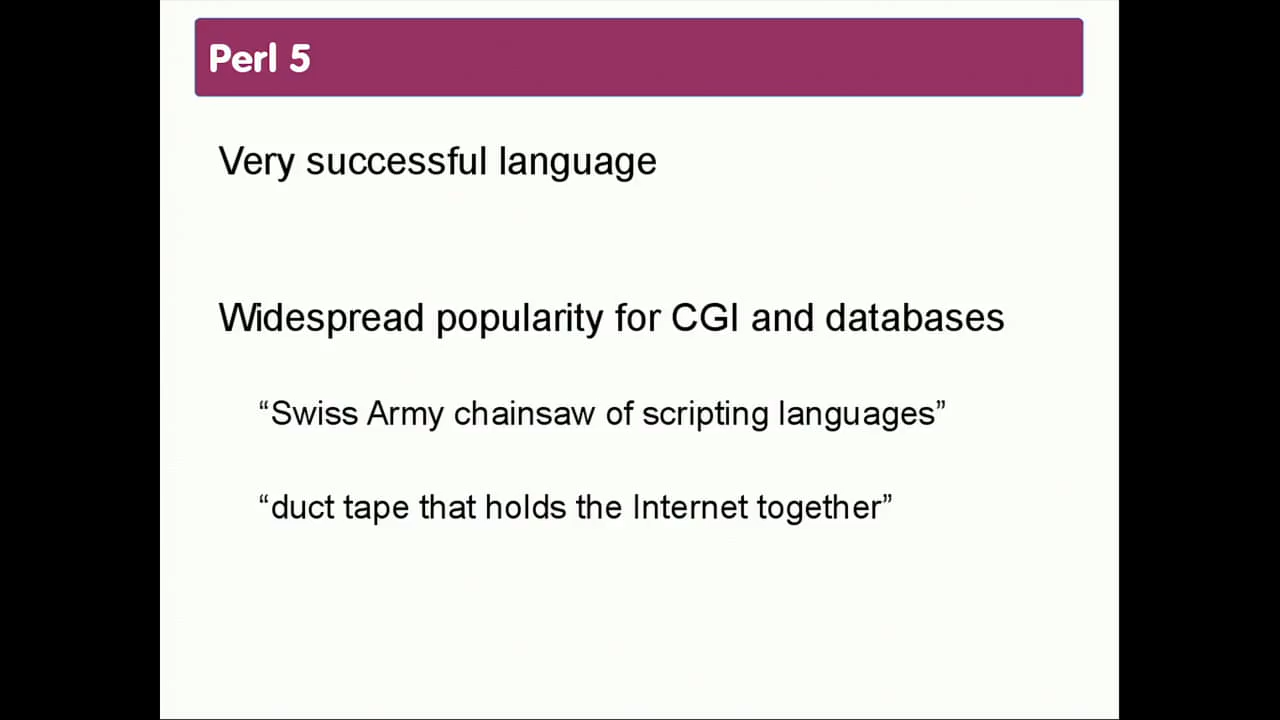 Perl 5
Very successful language
Widespread popularity for CGI and databases
“Swiss Army chainsaw of scripting languages”
“duct tape that holds the Internet together”